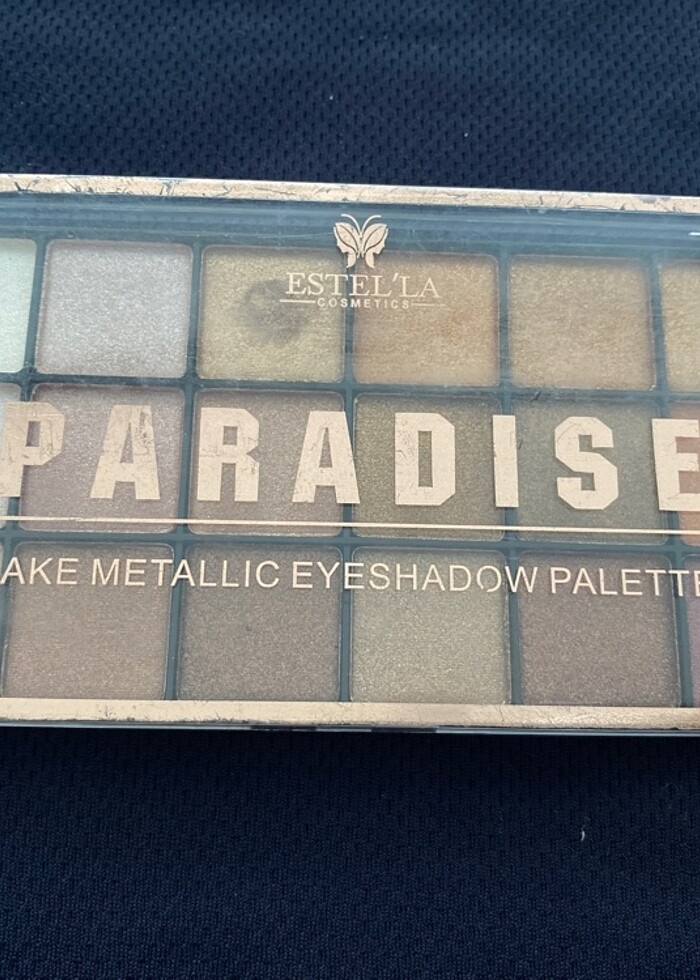 ESTEL'LA
COSMETICS
PARADISE
AKE METALLIC EYESHADOW PALETTE